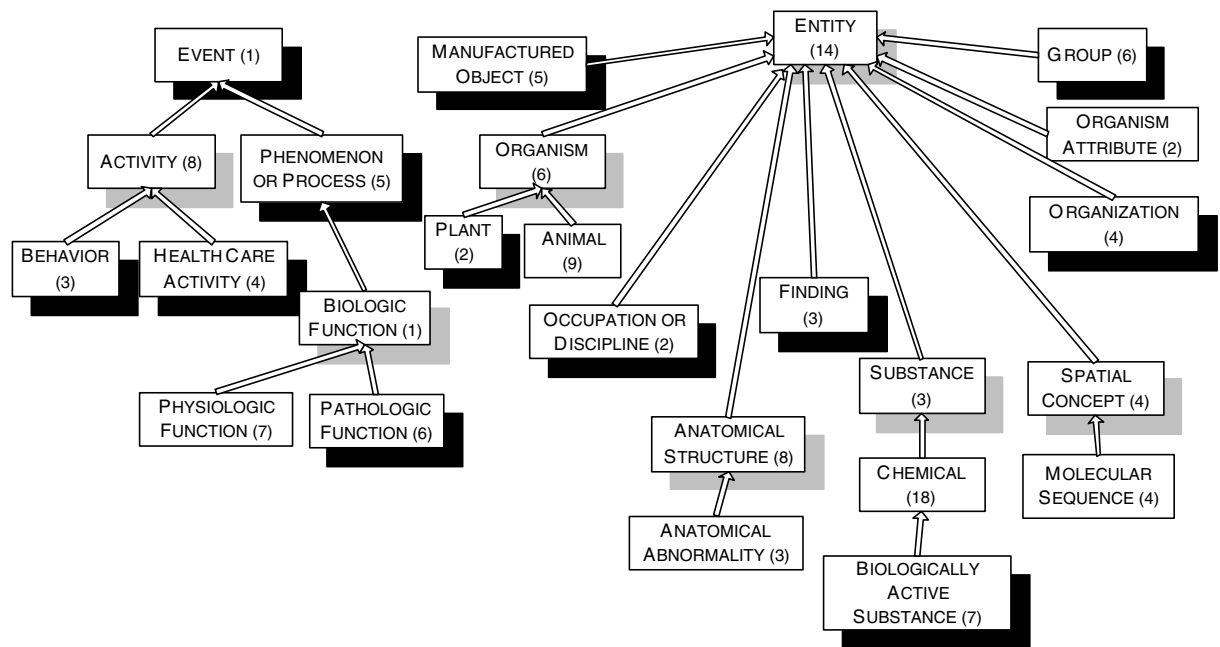 EVENT (1)
ACTIVITY (8)
PHENOMENON
OR PROCESS (5)
BEHAVIOR
(3)
HEALTH CARE
ACTIVITY (4)
BIOLOGIC
FUNCTION (1)
PHYSIOLOGIC
FUNCTION (7)
PATHOLOGIC
FUNCTION (6)
ENTITY
(14)
MANUFACTURED
OBJECT (5)
GROUP (6)
ORGANISM
(6)
ORGANISM
ATTRIBUTE (2)
PLANT
(2)
ANIMAL
(9)
ORGANIZATION
(4)
OCCUPATION OR
DISCIPLINE (2)
FINDING
(3)
SUBSTANCE
(3)
SPATIAL
CONCEPT (4)
ANATOMICAL
STRUCTURE (8)
CHEMICAL
(18)
MOLECULAR
SEQUENCE (4)
ANATOMICAL
ABNORMALITY (3)
BIOLOGICALLY
ACTIVE
SUBSTANCE (7)